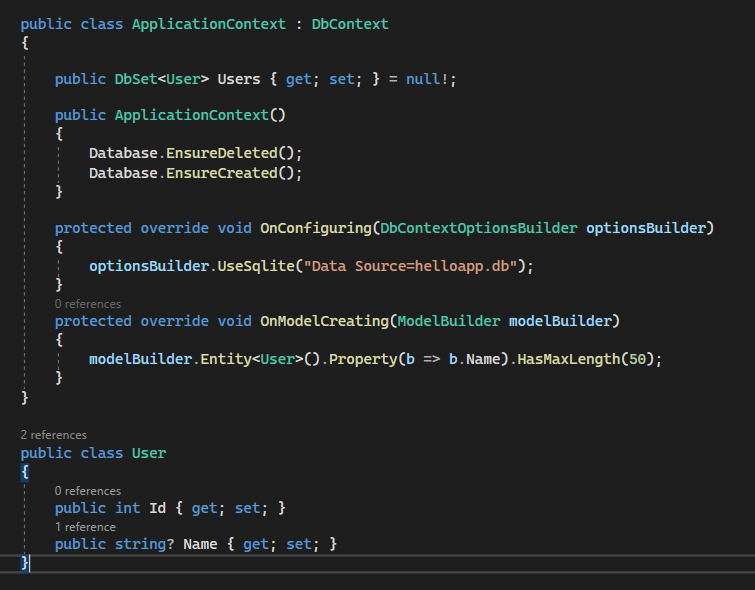 public class ApplicationContext : DbContext
{
public DbSet<User> Users { get; set; } = null!;
public ApplicationContext()
{
Database.EnsureDeleted();
Database.EnsureCreated();
}
protected override void OnConfiguring(DbContextOptionsBuilder optionsBuilder)
{
optionsBuilder.UseSqlite("Data Source=helloapp.db");
}
0 references
protected override void OnModelCreating(ModelBuilder modelBuilder)
{
modelBuilder.Entity<User>().Property(b => b.Name).HasMaxLength(50);
}
}
2 references
public class User
{
0 references
public int Id { get; set; }
1 reference
public string? Name { get; set; }
}